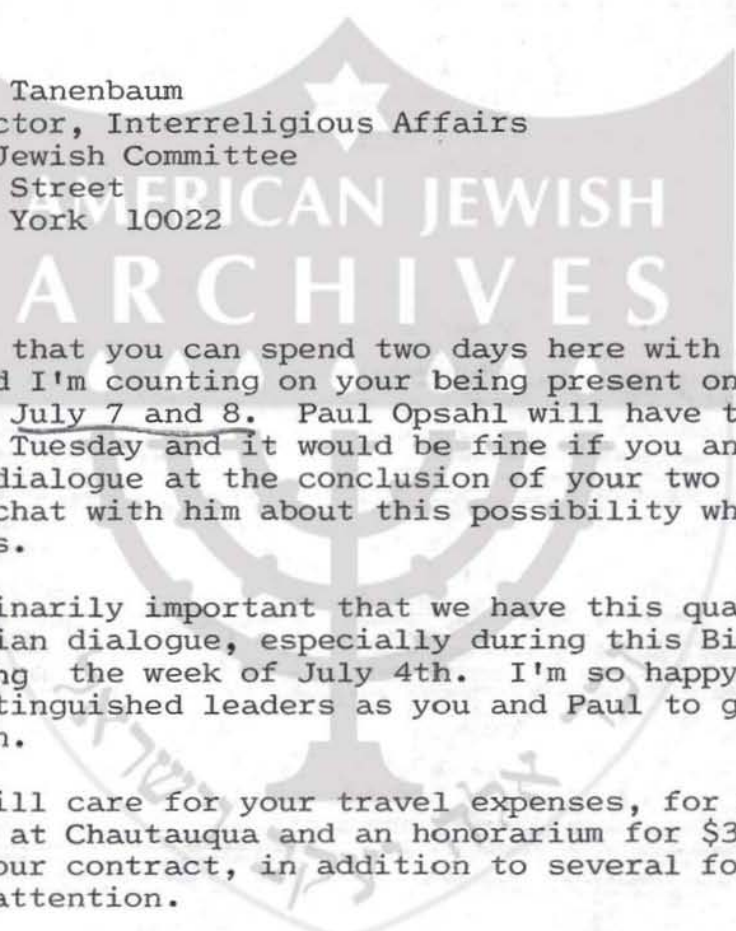 Tanenbaum
ctor, Interreligious Affairs
Jewish Committee
Street
York 10022
AMERICAN JEWISH
ARCHIVES
that you can spend two days here with
d I'm counting on your being present on
July 7 and 8. Paul Opsahl will have t
Tuesday and it would be fine if you an
dialogue at the conclusion of your two
chat with him about this possibility wh
s.
inarily important that we have this qua
ian dialogue, especially during this Bi
ng the week of July 4th. I'm so happy
tinguished leaders as you and Paul to g
n.
ill care for your travel expenses, for
at Chautauqua and an honorarium for $3
our contract, in addition to several fo
attention.